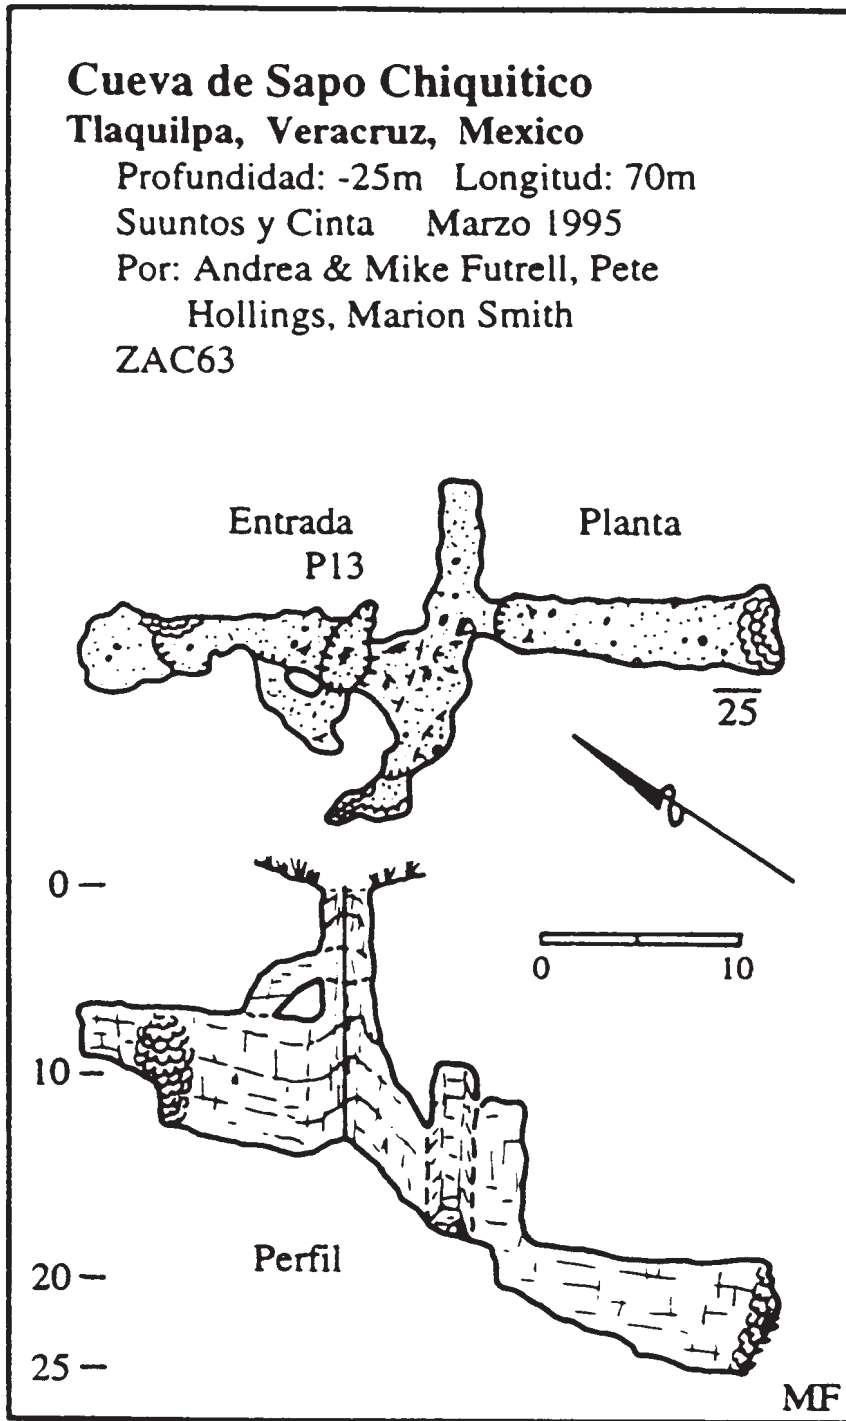 Cueva de Sapo Chiquitico
Tlaquilpa, Veracruz, Mexico
Profundidad: -25m Longitud: 70m
Suuntos y Cinta Marzo 1995
Por: Andrea & Mike Futrell, Pete
Hollings, Marion Smith
ZAC63
Entrada
P13
Planta
25
0
0 10
10
Perfil
20
25
MF